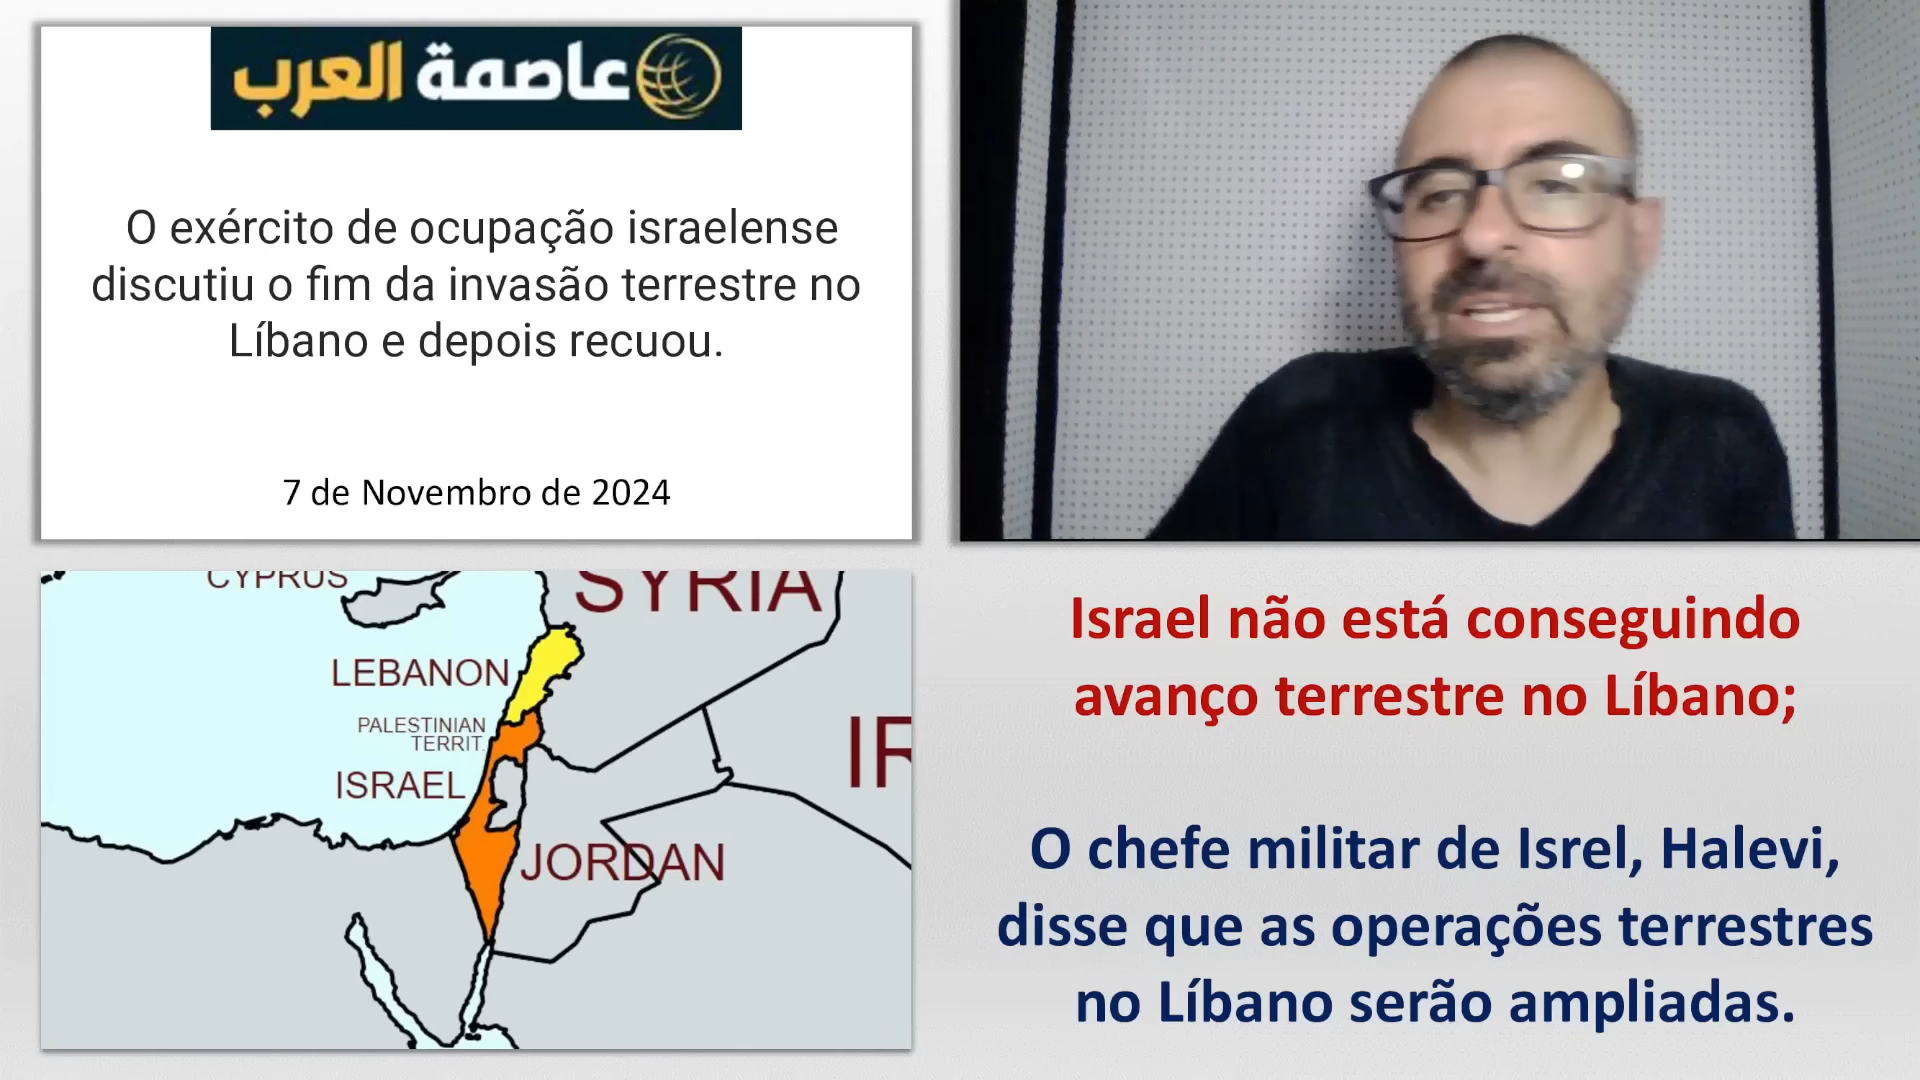 عاصمة العرب
O exército de ocupação israelense
discutiu o fim da invasão terrestre no
Líbano e depois recuou.
7 de Novembro de 2024
CYPRUS
SYRIA
LEBANON
PALESTINIAN
TERRIT.
ISRAEL
JORDAN
IR
Israel não está conseguindo
avanço terrestre no Líbano;
O chefe militar de Isrel, Halevi,
disse que as operações terrestres
no Líbano serão ampliadas.